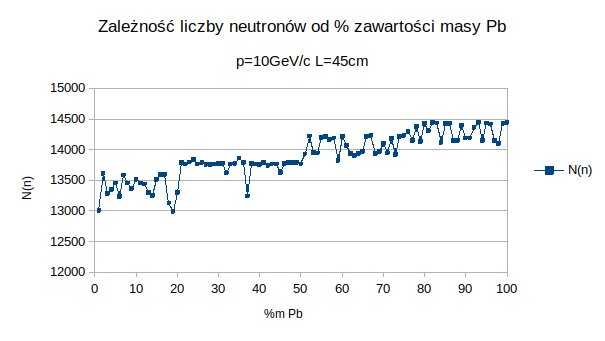 Zależność liczby neutronów od % zawartości masy Pb
p=10GeV/c L=45cm
15000
14500
14000
13500
13000
12500
12000
N(n)
0 10 20 30 40 50 60 70 80 90 100
%m Pb
N(n)